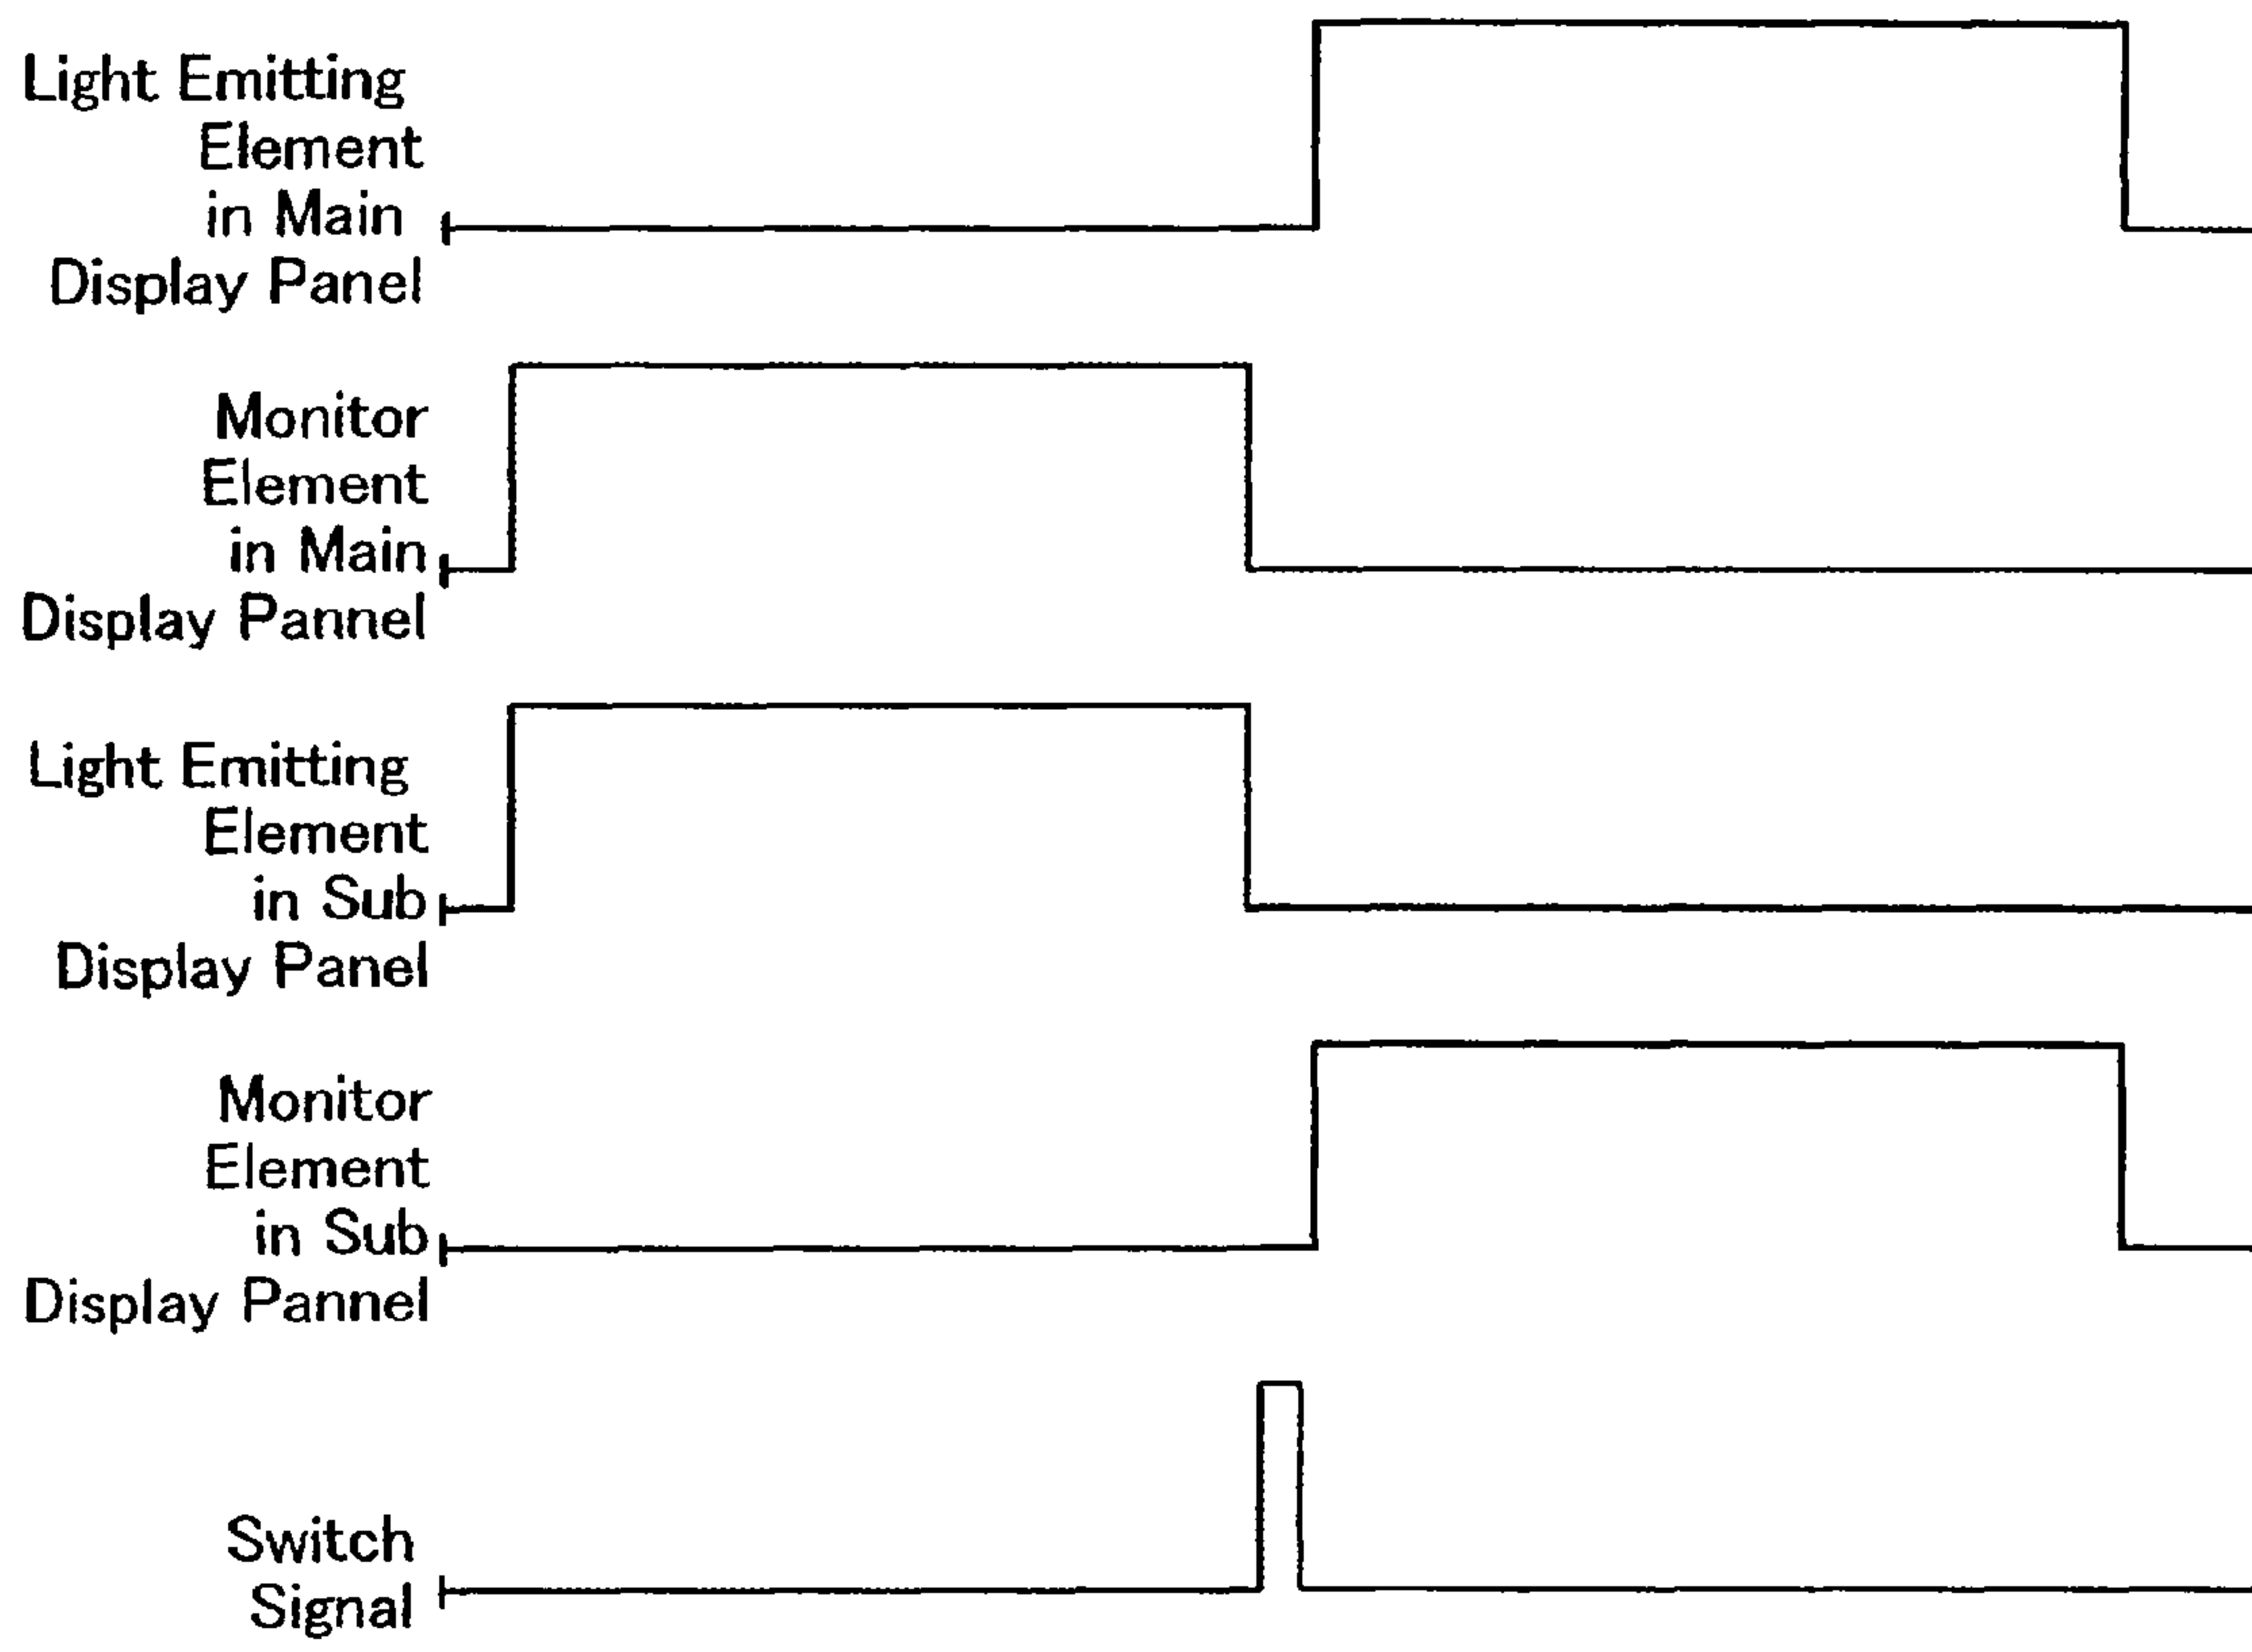 Light Emitting
Element
in Main
Display Panel
Monitor
Element
in Main
Display Pannel
Light Emitting
Element
in Sub
Display Panel
Monitor
Element
in Sub
Display Pannel
Switch
Signal